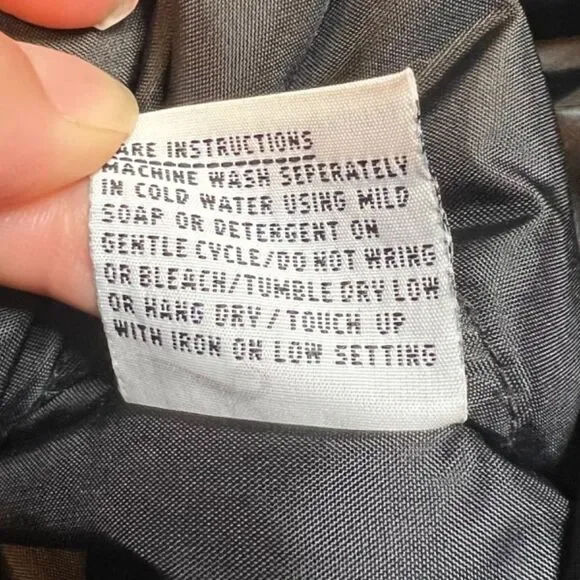 CARE INSTRUCTIONS
MACHINE WASH SEPERATELY
IN COLD WATER USING MILD
SOAP OR DETERGENT ON
GENTLE CYCLE/DO NOT WRING
OR BLEACH/TUMBLE DRY LOW
OR HANG DRY/TOUCH UP
WITH IRON ON LOW SETTING